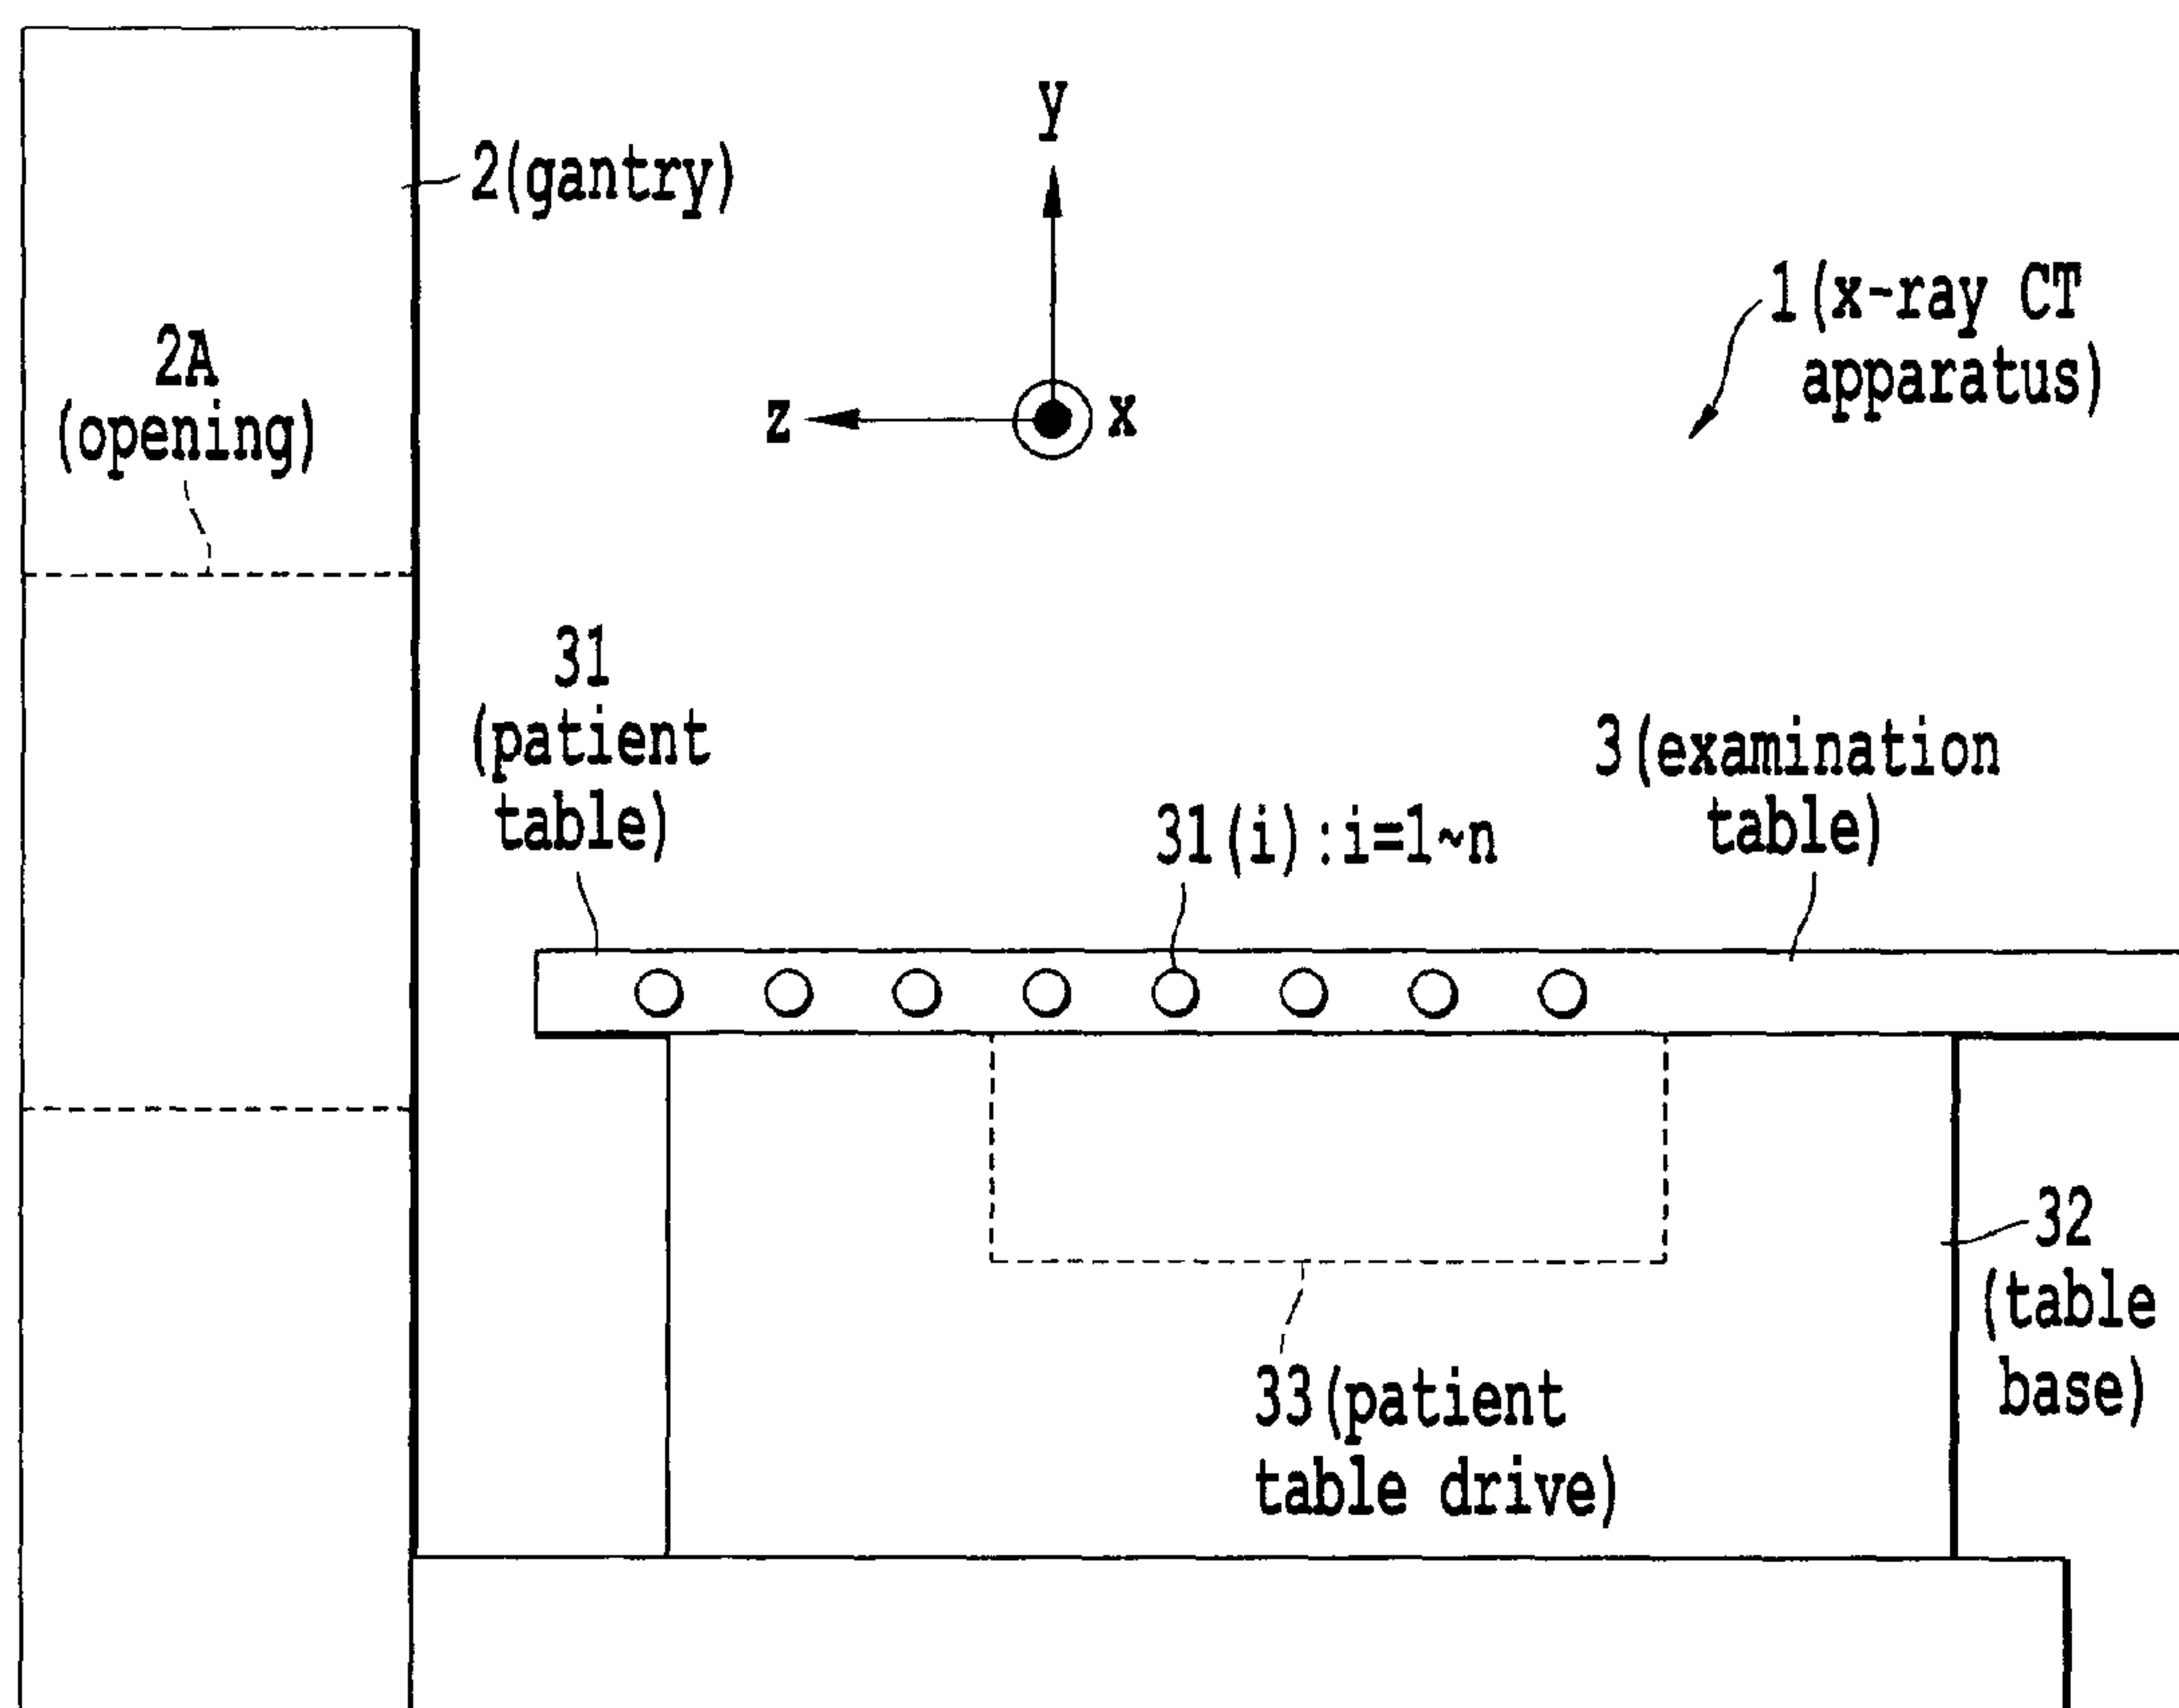 y
2(gantry)
1(x-ray CT
apparatus)
2A
(opening)
z
x
31
(patient
table)
3(examination
table)
31(i):i=1~n
32
(table
base)
33(patient
table drive)